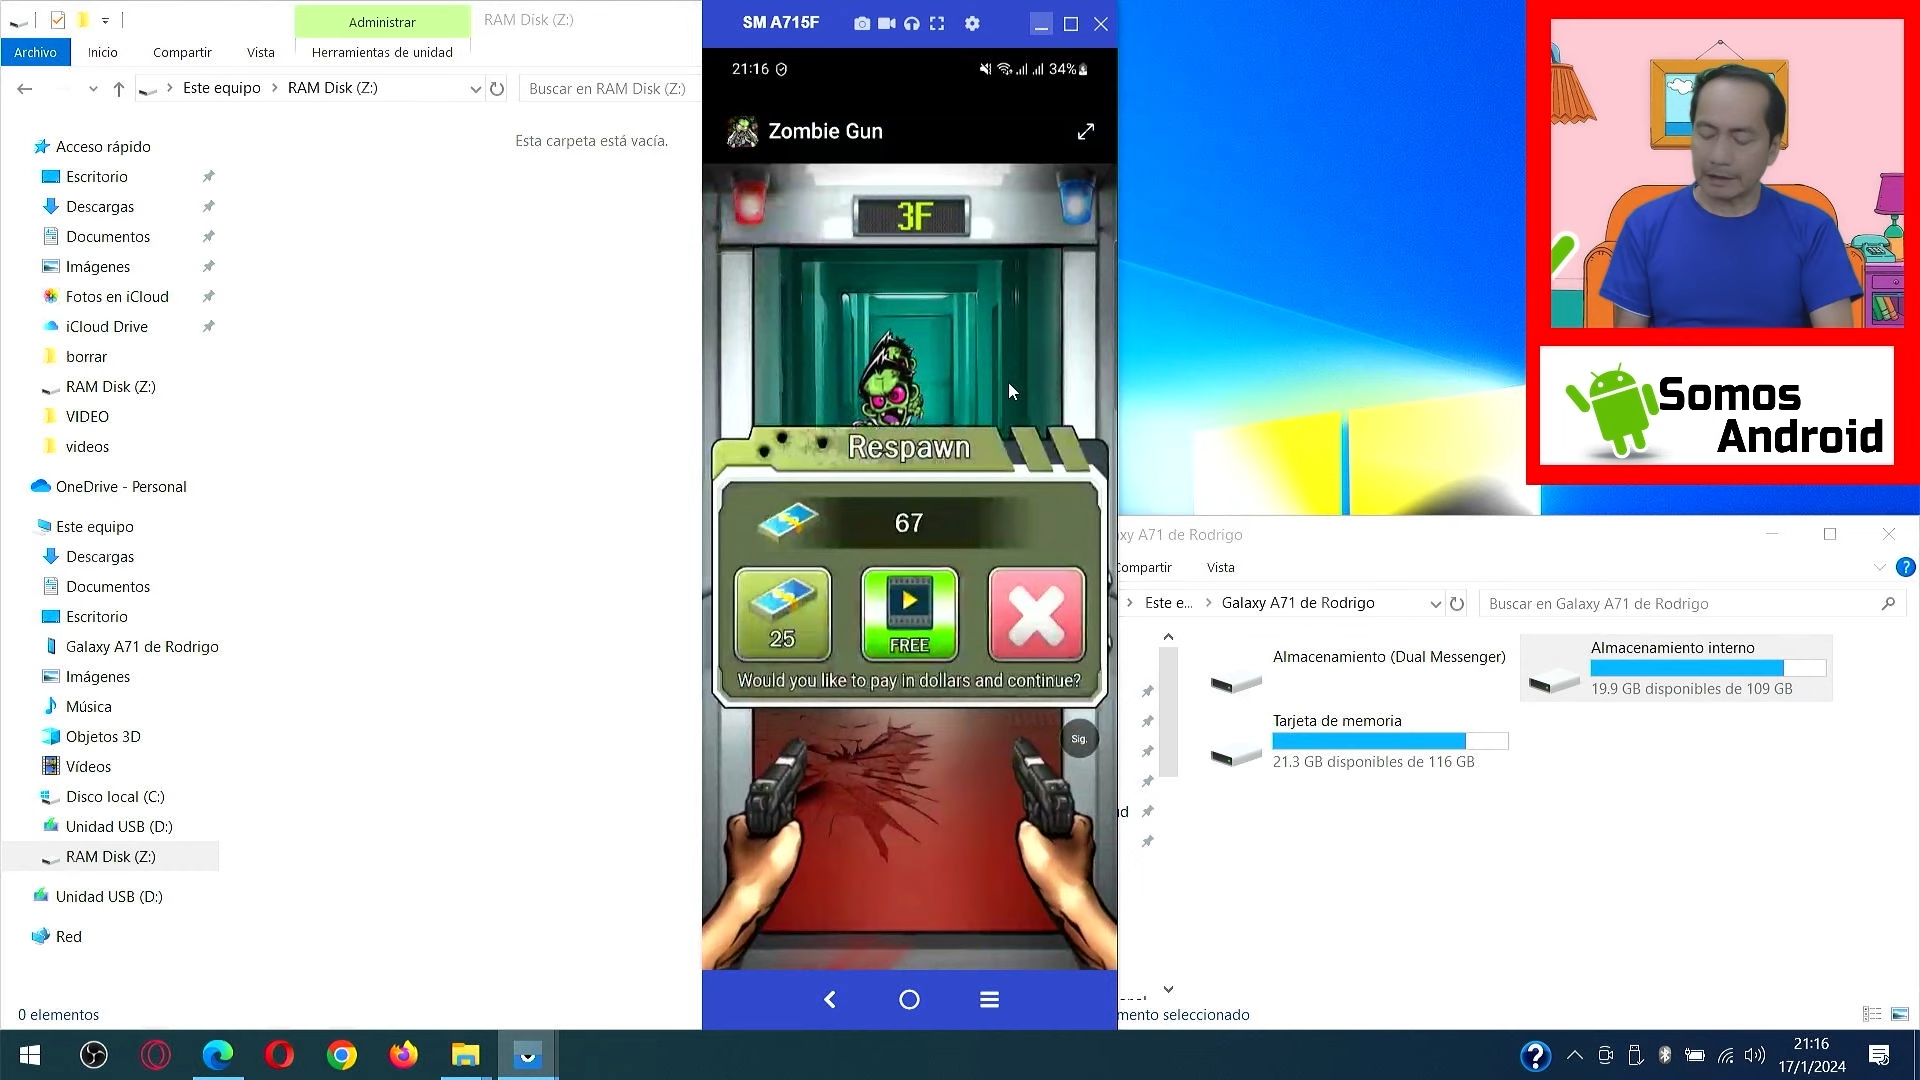 Administrar
RAM Disk (Z:)
Archivo
Inicio
Compartir
Vista
Herramientas de unidad
Este equipo
RAM Disk (Z:)
Buscar en RAM Disk (Z:)
Esta carpeta está vacía.
Acceso rápido
Escritorio
Descargas
Documentos
Imágenes
Fotos en iCloud
iCloud Drive
borrar
RAM Disk (Z:)
VIDEO
videos
OneDrive - Personal
Este equipo
Descargas
Documentos
Escritorio
Galaxy A71 de Rodrigo
Imágenes
Música
Objetos 3D
Vídeos
Disco local (C:)
Unidad USB (D:)
RAM Disk (Z:)
Unidad USB (D:)
Red
0 elementos
SM A715F
21:16
34%
Zombie Gun
3F
Respawn
67
25
FREE
Would you like to pay in dollars and continue?
Sig.
Somos
Android
xy A71 de Rodrigo
Compartir
Vista
Este e...
Galaxy A71 de Rodrigo
Buscar en Galaxy A71 de Rodrigo
Almacenamiento (Dual Messenger)
Almacenamiento interno
19.9 GB disponibles de 109 GB
Tarjeta de memoria
21.3 GB disponibles de 116 GB
mento seleccionado
21:16
17/1/2024